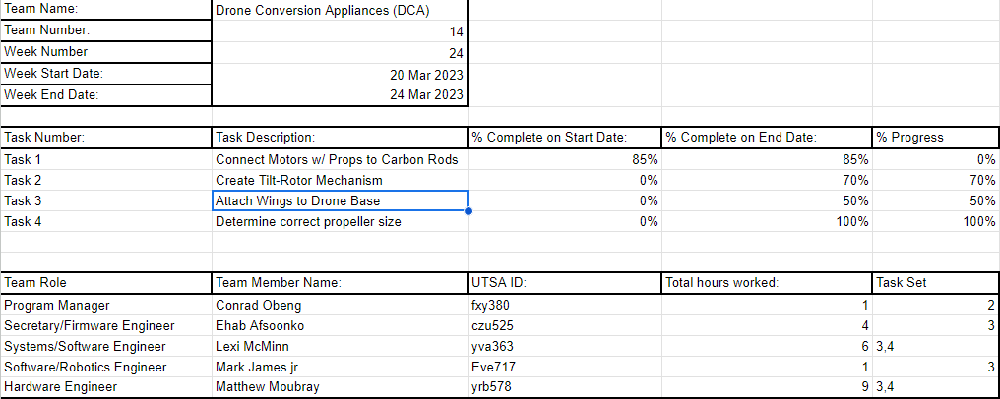 Team Name: Drone Conversion Appliances (DCA)
Team Number: 14
Week Number 24
Week Start Date: 20 Mar 2023
Week End Date: 24 Mar 2023
Task Number: Task Description: % Complete on Start Date: % Complete on End Date: % Progress
Task 1 Connect Motors w/ Props to Carbon Rods 85% 85% 0%
Task 2 Create Tilt-Rotor Mechanism 0% 70% 70%
Task 3 Attach Wings to Drone Base 0% 50% 50%
Task 4 Determine correct propeller size 0% 100% 100%
Team Role Team Member Name: UTSA ID: Total hours worked: Task Set
Program Manager Conrad Obeng fxy380 1 2
Secretary/Firmware Engineer Ehab Afsoonko czu525 4 3
Systems/Software Engineer Lexi McMinn yva363 6 3,4
Software/Robotics Engineer Mark James jr Eve717 1 3
Hardware Engineer Matthew Moubray yrb578 9 3,4